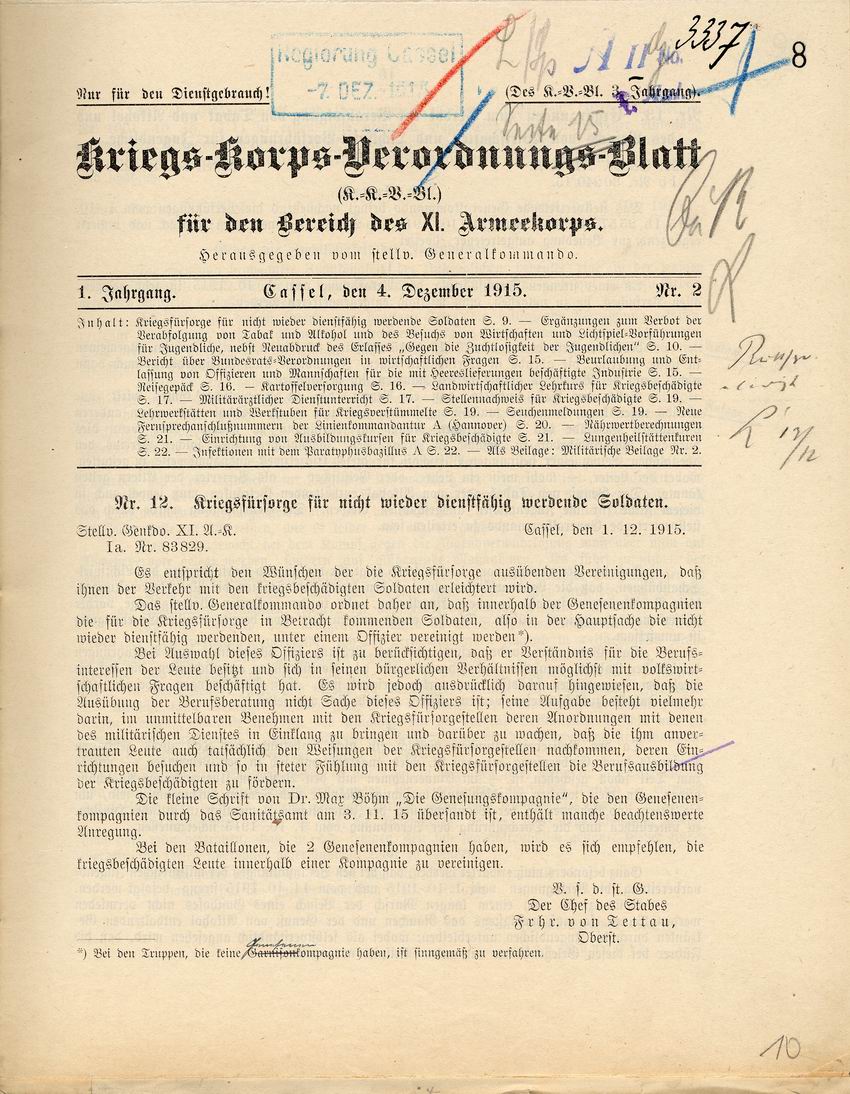 3337
8
Regierung Cassel
-7. DEZ. 1915
A II
Nur für den Dienstgebrauch!
(Des K.-V.-Bl. 3. Jahrgang).
Seite 15
Kriegs-Korps-Verordnungs-Blatt
(K.-K.-V.-Bl.)
für den Bereich des XI. Armeekorps.
Herausgegeben vom stellv. Generalkommando.
1. Jahrgang. Cassel, den 4. Dezember 1915. Nr. 2
Inhalt: Kriegsfürsorge für nicht wieder dienstfähig werdende Soldaten S. 9. — Ergänzungen zum Verbot der
Verabfolgung von Tabak und Alkohol und des Besuchs von Wirtschaften und Lichtspiel-Vorführungen
für Jugendliche, nebst Neuabdruck des Erlasses „Gegen die Zuchtlosigkeit der Jugendlichen“ S. 10. —
Bericht über Bundesrats-Verordnungen in wirtschaftlichen Fragen S. 15. — Beurlaubung und Ent-
lassung von Offizieren und Mannschaften für die mit Heereslieferungen beschäftigte Industrie S. 15. —
Reisegepäck S. 16. — Kartoffelversorgung S. 16. — Landwirtschaftlicher Lehrkurs für Kriegsbeschädigte
S. 17. — Militärärztlicher Dienstunterricht S. 17. — Stellennachweis für Kriegsbeschädigte S. 19. —
Lehrwerkstätten und Werkstuben für Kriegsverstümmelte S. 19. — Seuchenmeldungen S. 19. — Neue
Fernsprechanschlußnummern der Linienkommandantur A (Hannover) S. 20. — Nährwertberechnungen
S. 21. — Einrichtung von Ausbildungskursen für Kriegsbeschädigte S. 21. — Lungenheilstättenkuren
S. 22. — Infektionen mit dem Paratyphusbazillus A S. 22. — Als Beilage: Militärische Beilage Nr. 2.
12/12
Nr. 12. Kriegsfürsorge für nicht wieder dienstfähig werdende Soldaten.
Stellv. Genkdo. XI. A.-K. Cassel, den 1. 12. 1915.
Ia. Nr. 83829.
Es entspricht den Wünschen der die Kriegsfürsorge ausübenden Vereinigungen, daß
ihnen der Verkehr mit den kriegsbeschädigten Soldaten erleichtert wird.
Das stellv. Generalkommando ordnet daher an, daß innerhalb der Genesenenkompagnien
die für die Kriegsfürsorge in Betracht kommenden Soldaten, also in der Hauptsache die nicht
wieder dienstfähig werdenden, unter einem Offizier vereinigt werden*).
Bei Auswahl dieses Offiziers ist zu berücksichtigen, daß er Verständnis für die Berufs-
interessen der Leute besitzt und sich in seinen bürgerlichen Verhältnissen möglichst mit volkswirt-
schaftlichen Fragen beschäftigt hat. Es wird jedoch ausdrücklich darauf hingewiesen, daß die
Ausübung der Berufsberatung nicht Sache dieses Offiziers ist; seine Aufgabe besteht vielmehr
darin, im unmittelbaren Benehmen mit den Kriegsfürsorgestellen deren Anordnungen mit denen
des militärischen Dienstes in Einklang zu bringen und darüber zu wachen, daß die ihm anver-
trauten Leute auch tatsächlich den Weisungen der Kriegsfürsorgestellen nachkommen, deren Ein-
richtungen besuchen und so in steter Fühlung mit den Kriegsfürsorgestellen die Berufsausbildung
der Kriegsbeschädigten zu fördern.
Die kleine Schrift von Dr. Max Böhm „Die Genesungskompagnie“, die den Genesenen-
kompagnien durch das Sanitätsamt am 3. 11. 15 übersandt ist, enthält manche beachtenswerte
Anregung.
Bei den Bataillonen, die 2 Genesenenkompagnien haben, wird es sich empfehlen, die
kriegsbeschädigten Leute innerhalb einer Kompagnie zu vereinigen.
V. s. d. st. G.
Der Chef des Stabes
Frhr. von Tettau,
Oberst.
Genesenen
*) Bei den Truppen, die keine Garnisonkompagnie haben, ist sinngemäß zu verfahren.
10